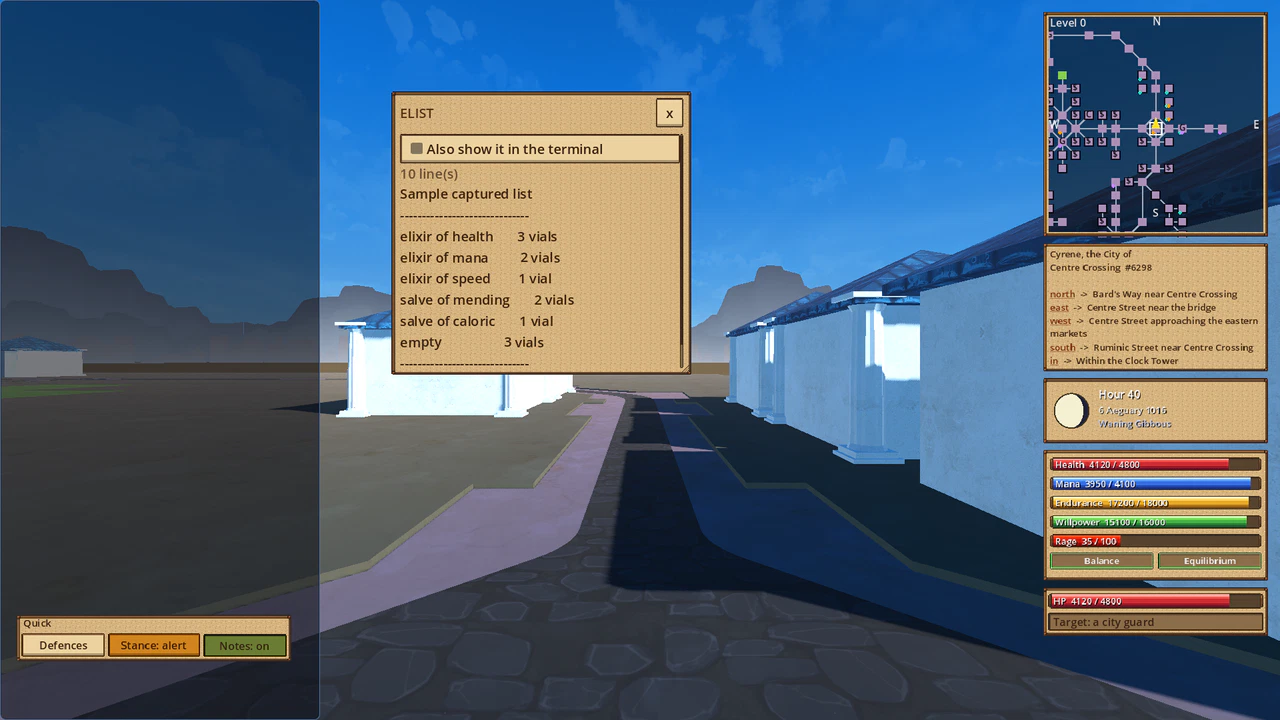 ELIST
x
Also show it in the terminal
10 line(s)
Sample captured list
-----------------------------
elixir of health 3 vials
elixir of mana 2 vials
elixir of speed 1 vial
salve of mending 2 vials
salve of caloric 1 vial
empty 3 vials
-----------------------------
Quick
Defences
Stance: alert
Notes: on
Level 0
N
W
E
S
Cyrene, the City of
Centre Crossing #6298
north -> Bard's Way near Centre Crossing
east -> Centre Street near the bridge
west -> Centre Street approaching the eastern
markets
south -> Ruminic Street near Centre Crossing
in -> Within the Clock Tower
Hour 40
6 Aeguary 1016
Waning Gibbous
Health 4120 / 4800
Mana 3950 / 4100
Endurance 17200 / 18000
Willpower 15100 / 16000
Rage 35 / 100
Balance
Equilibrium
HP 4120 / 4800
Target: a city guard